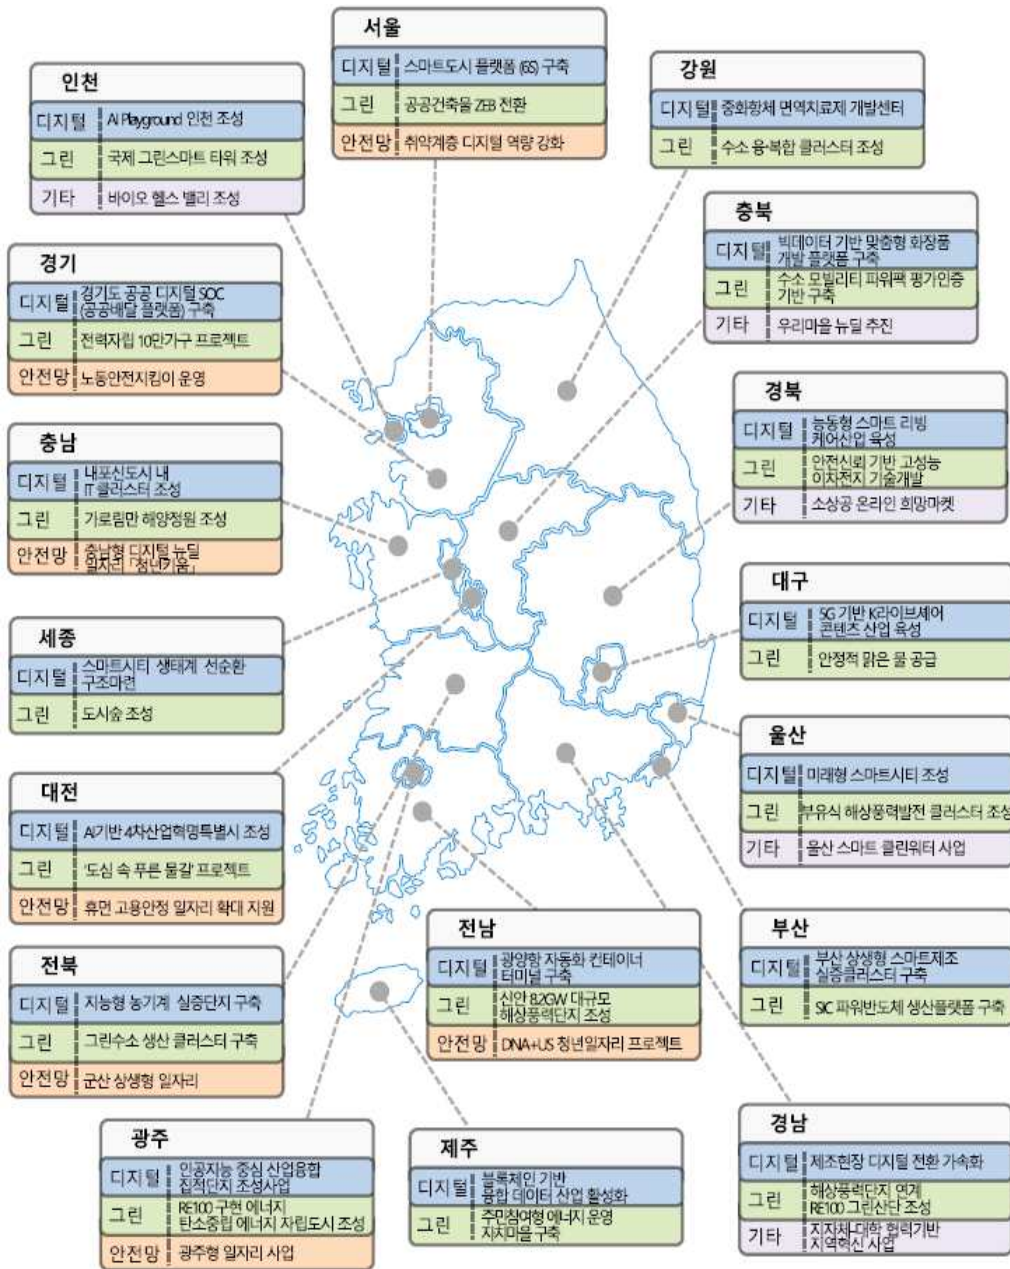 서울
디지털 스마트도시 플랫폼 (6S) 구축
그린 공공건축물 ZEB 전환
안전망 취약계층 디지털 역량 강화
인천
디지털 AI Playground 인천 조성
그린 국제 그린스마트 타워 조성
기타 바이오 헬스 밸리 조성
강원
디지털 중화항체 면역치료제 개발센터
그린 수소 융·복합 클러스터 조성
충북
디지털 빅데이터 기반 맞춤형 화장품
개발 플랫폼 구축
그린 수소 모빌리티 파워팩 평가인증
기반 구축
기타 우리마을 뉴딜 추진
경기
디지털 경기도 공공 디지털 SOC
(공공배달 플랫폼) 구축
그린 전력자립 10만가구 프로젝트
안전망 노동안전지킴이 운영
경북
디지털 능동형 스마트 리빙
케어산업 육성
그린 안전신뢰 기반 고성능
이차전지 기술개발
기타 소상공 온라인 희망마켓
충남
디지털 내포신도시 내
IT 클러스터 조성
그린 가로림만 해양정원 조성
안전망 충남형 디지털 뉴딜
일자리「청년기움」
대구
디지털 5G 기반 K라이브셰어
콘텐츠 산업 육성
그린 안정적 맑은 물 공급
세종
디지털 스마트시티 생태계 선순환
구조마련
그린 도시숲 조성
울산
디지털 미래형 스마트시티 조성
그린 부유식 해상풍력발전 클러스터 조성
기타 울산 스마트 클린워터 사업
대전
디지털 AI기반 4차산업혁명특별시 조성
그린 '도심 속 푸른 물길' 프로젝트
안전망 휴먼 고용안정 일자리 확대 지원
전남
디지털 광양항 자동화 컨테이너
터미널 구축
그린 신안 8.2GW 대규모
해상풍력단지 조성
안전망 DNA+US 청년일자리 프로젝트
부산
디지털 부산 상생형 스마트제조
실증클러스터 구축
그린 SiC 파워반도체 생산플랫폼 구축
전북
디지털 지능형 농기계 실증단지 구축
그린 그린수소 생산 클러스터 구축
안전망 군산 상생형 일자리
광주
디지털 인공지능 중심 산업융합
집적단지 조성사업
그린 RE100 구현 에너지
탄소중립 에너지 자립도시 조성
안전망 광주형 일자리 사업
제주
디지털 블록체인 기반
융합 데이터 산업 활성화
그린 주민참여형 에너지 운영
자치마을 구축
경남
디지털 제조현장 디지털 전환 가속화
그린 해상풍력단지 연계
RE100 그린산단 조성
기타 지자체-대학 협력기반
지역혁신 사업